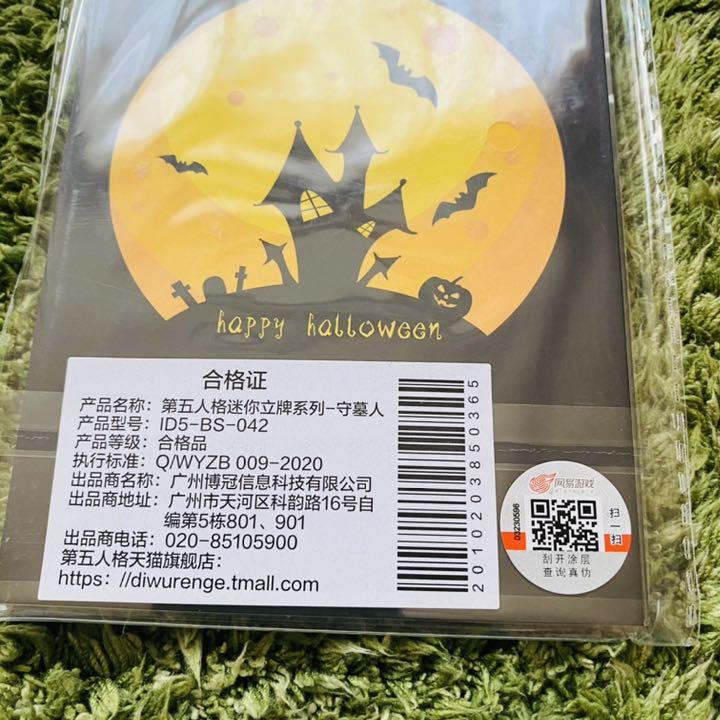 happy halloween
合格证
产品名称：第五人格迷你立牌系列-守墓人
产品型号：ID5-BS-042
产品等级：合格品
执行标准：Q/WYZB 009-2020
出品商名称：广州博冠信息科技有限公司
出品商地址：广州市天河区科韵路16号自
编第5栋801、901
出品商电话：020-85105900
第五人格天猫旗舰店：
https：//diwurenge.tmall.com
2010203850365
网易游戏
03230596
扫一扫
刮开涂层
查询真伪